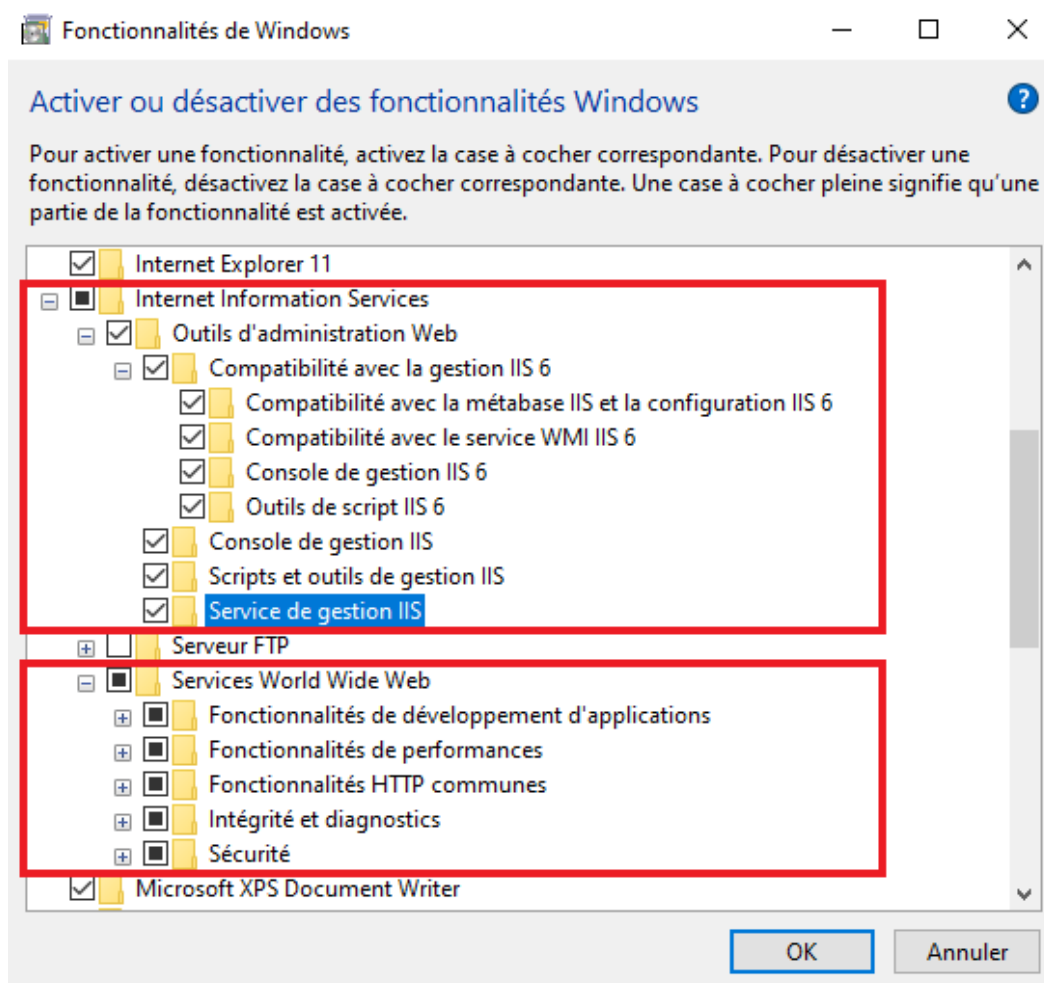 Fonctionnalités de Windows
Activer ou désactiver des fonctionnalités Windows
Pour activer une fonctionnalité, activez la case à cocher correspondante. Pour désactiver une
fonctionnalité, désactivez la case à cocher correspondante. Une case à cocher pleine signifie qu'une
partie de la fonctionnalité est activée.
Internet Explorer 11
Internet Information Services
Outils d'administration Web
Compatibilité avec la gestion IIS 6
Compatibilité avec la métabase IIS et la configuration IIS 6
Compatibilité avec le service WMI IIS 6
Console de gestion IIS 6
Outils de script IIS 6
Console de gestion IIS
Scripts et outils de gestion IIS
Service de gestion IIS
Serveur FTP
Services World Wide Web
Fonctionnalités de développement d'applications
Fonctionnalités de performances
Fonctionnalités HTTP communes
Intégrité et diagnostics
Sécurité
Microsoft XPS Document Writer
OK Annuler